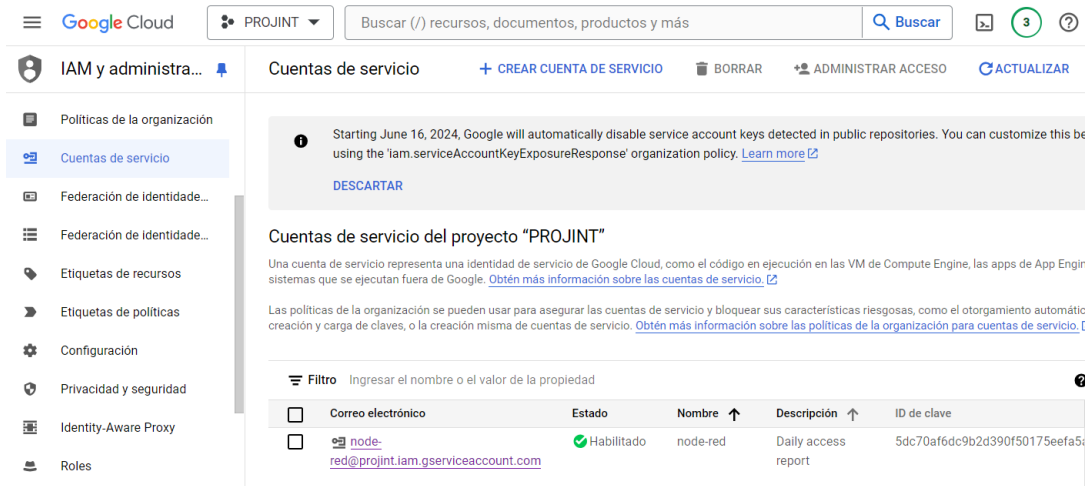 Google Cloud
PROJINT
Buscar (/) recursos, documentos, productos y más
Buscar
3
IAM y administra...
Cuentas de servicio
+ CREAR CUENTA DE SERVICIO
BORRAR
ADMINISTRAR ACCESO
ACTUALIZAR
Políticas de la organización
Cuentas de servicio
Federación de identidade...
Federación de identidade...
Etiquetas de recursos
Etiquetas de políticas
Configuración
Privacidad y seguridad
Identity-Aware Proxy
Roles
Starting June 16, 2024, Google will automatically disable service account keys detected in public repositories. You can customize this be
using the 'iam.serviceAccountKeyExposureResponse' organization policy. Learn more
DESCARTAR
Cuentas de servicio del proyecto “PROJINT”
Una cuenta de servicio representa una identidad de servicio de Google Cloud, como el código en ejecución en las VM de Compute Engine, las apps de App Engin
sistemas que se ejecutan fuera de Google. Obtén más información sobre las cuentas de servicio.
Las políticas de la organización se pueden usar para asegurar las cuentas de servicio y bloquear sus características riesgosas, como el otorgamiento automátic
creación y carga de claves, o la creación misma de cuentas de servicio. Obtén más información sobre las políticas de la organización para cuentas de servicio.
Filtro Ingresar el nombre o el valor de la propiedad
Correo electrónico Estado Nombre Descripción ID de clave
node- Habilitado node-red Daily access 5dc70af6dc9b2d390f50175eefa5a
red@projint.iam.gserviceaccount.com report